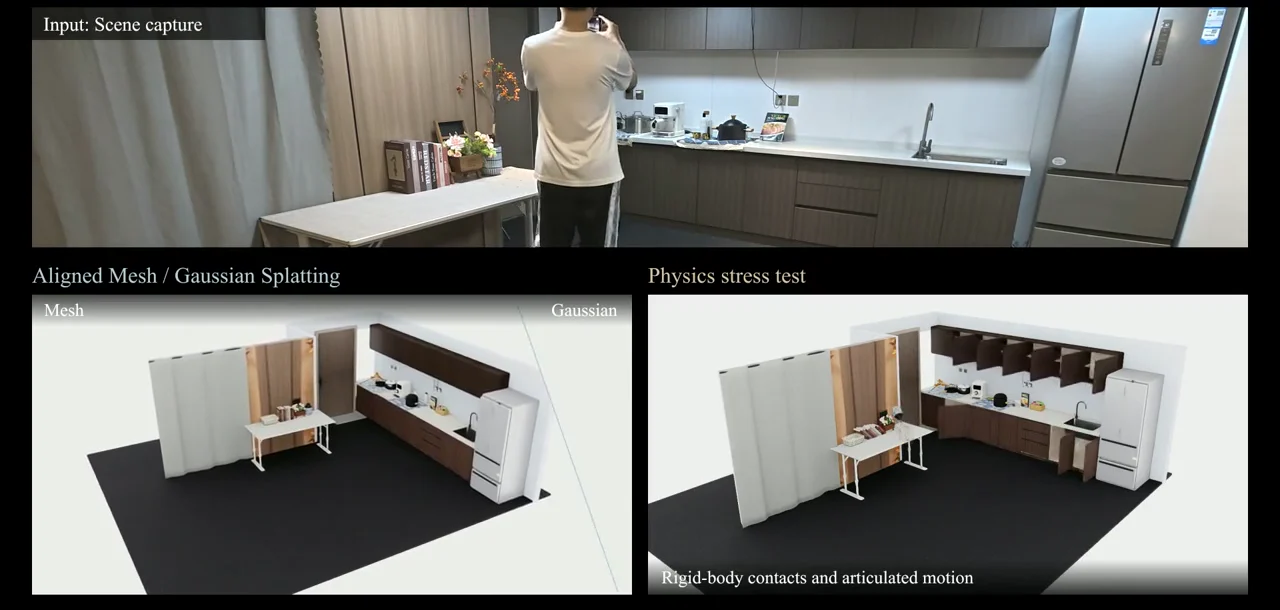 Input: Scene capture
Aligned Mesh / Gaussian Splatting
Physics stress test
Mesh
Gaussian
Rigid-body contacts and articulated motion